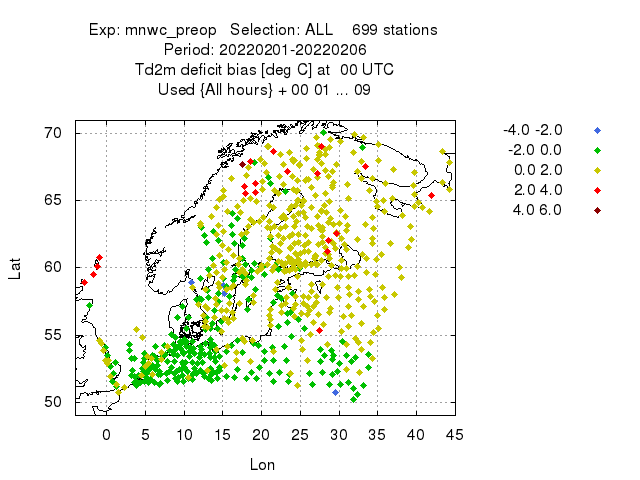 Exp: mnwc_preop   Selection: ALL    699 stations
Period: 20220201-20220206
Td2m deficit bias [deg C] at  00 UTC
Used {All hours} + 00 01 ... 09
-4.0 -2.0
-2.0 0.0
0.0 2.0
2.0 4.0
4.0 6.0
70
65
60
55
50
Lat
0 5 10 15 20 25 30 35 40 45
Lon